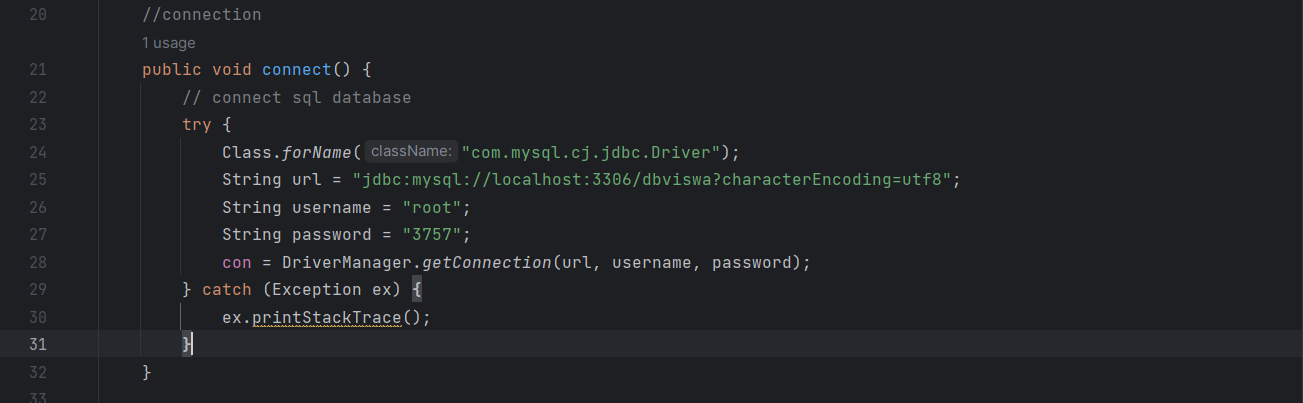 20 //connection
1 usage
21 public void connect() {
22 // connect sql database
23 try {
24 Class.forName( className: "com.mysql.cj.jdbc.Driver");
25 String url = "jdbc:mysql://localhost:3306/dbviswa?characterEncoding=utf8";
26 String username = "root";
27 String password = "3757";
28 con = DriverManager.getConnection(url, username, password);
29 } catch (Exception ex) {
30 ex.printStackTrace();
31 }
32 }
33